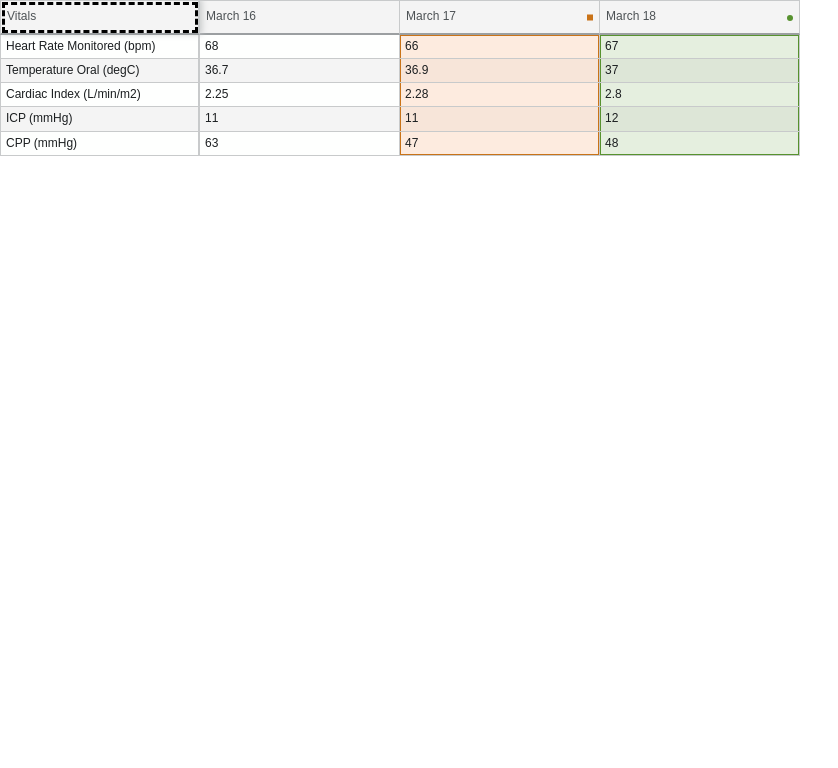 Vitals March 16 March 17 March 18
Heart Rate Monitored (bpm) 68 66 67
Temperature Oral (degC) 36.7 36.9 37
Cardiac Index (L/min/m2) 2.25 2.28 2.8
ICP (mmHg) 11 11 12
CPP (mmHg) 63 47 48